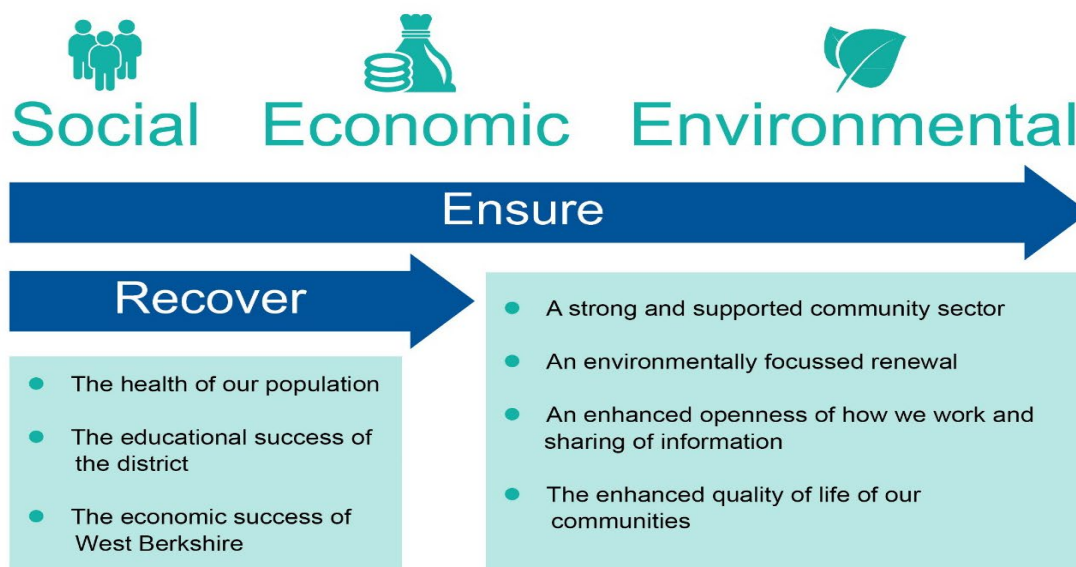 Social Economic Environmental
Ensure
Recover
The health of our population
The educational success of
the district
The economic success of
West Berkshire
A strong and supported community sector
An environmentally focussed renewal
An enhanced openness of how we work and
sharing of information
The enhanced quality of life of our
communities